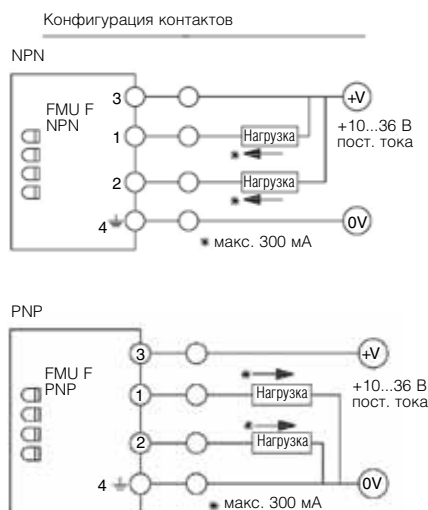 Конфигурация контактов
NPN
FMU F
NPN
3
+V
1
Нагрузка
+10...36 В
пост. тока
*
2
Нагрузка
*
4
0V
* макс. 300 мА
PNP
FMU F
PNP
3
+V
*
1
Нагрузка
+10...36 В
пост. тока
*
2
Нагрузка
4
0V
* макс. 300 мА